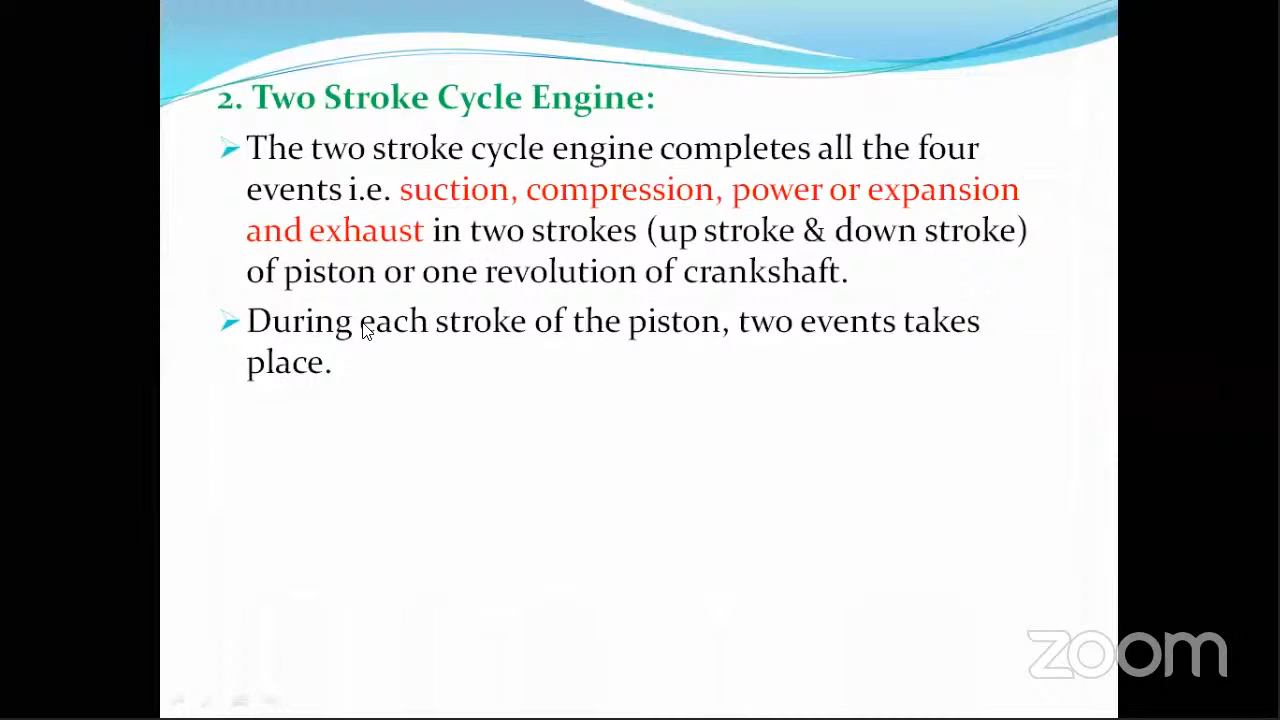 2. Two Stroke Cycle Engine:
The two stroke cycle engine completes all the four
events i.e. suction, compression, power or expansion
and exhaust in two strokes (up stroke & down stroke)
of piston or one revolution of crankshaft.
During each stroke of the piston, two events takes
place.
zoom